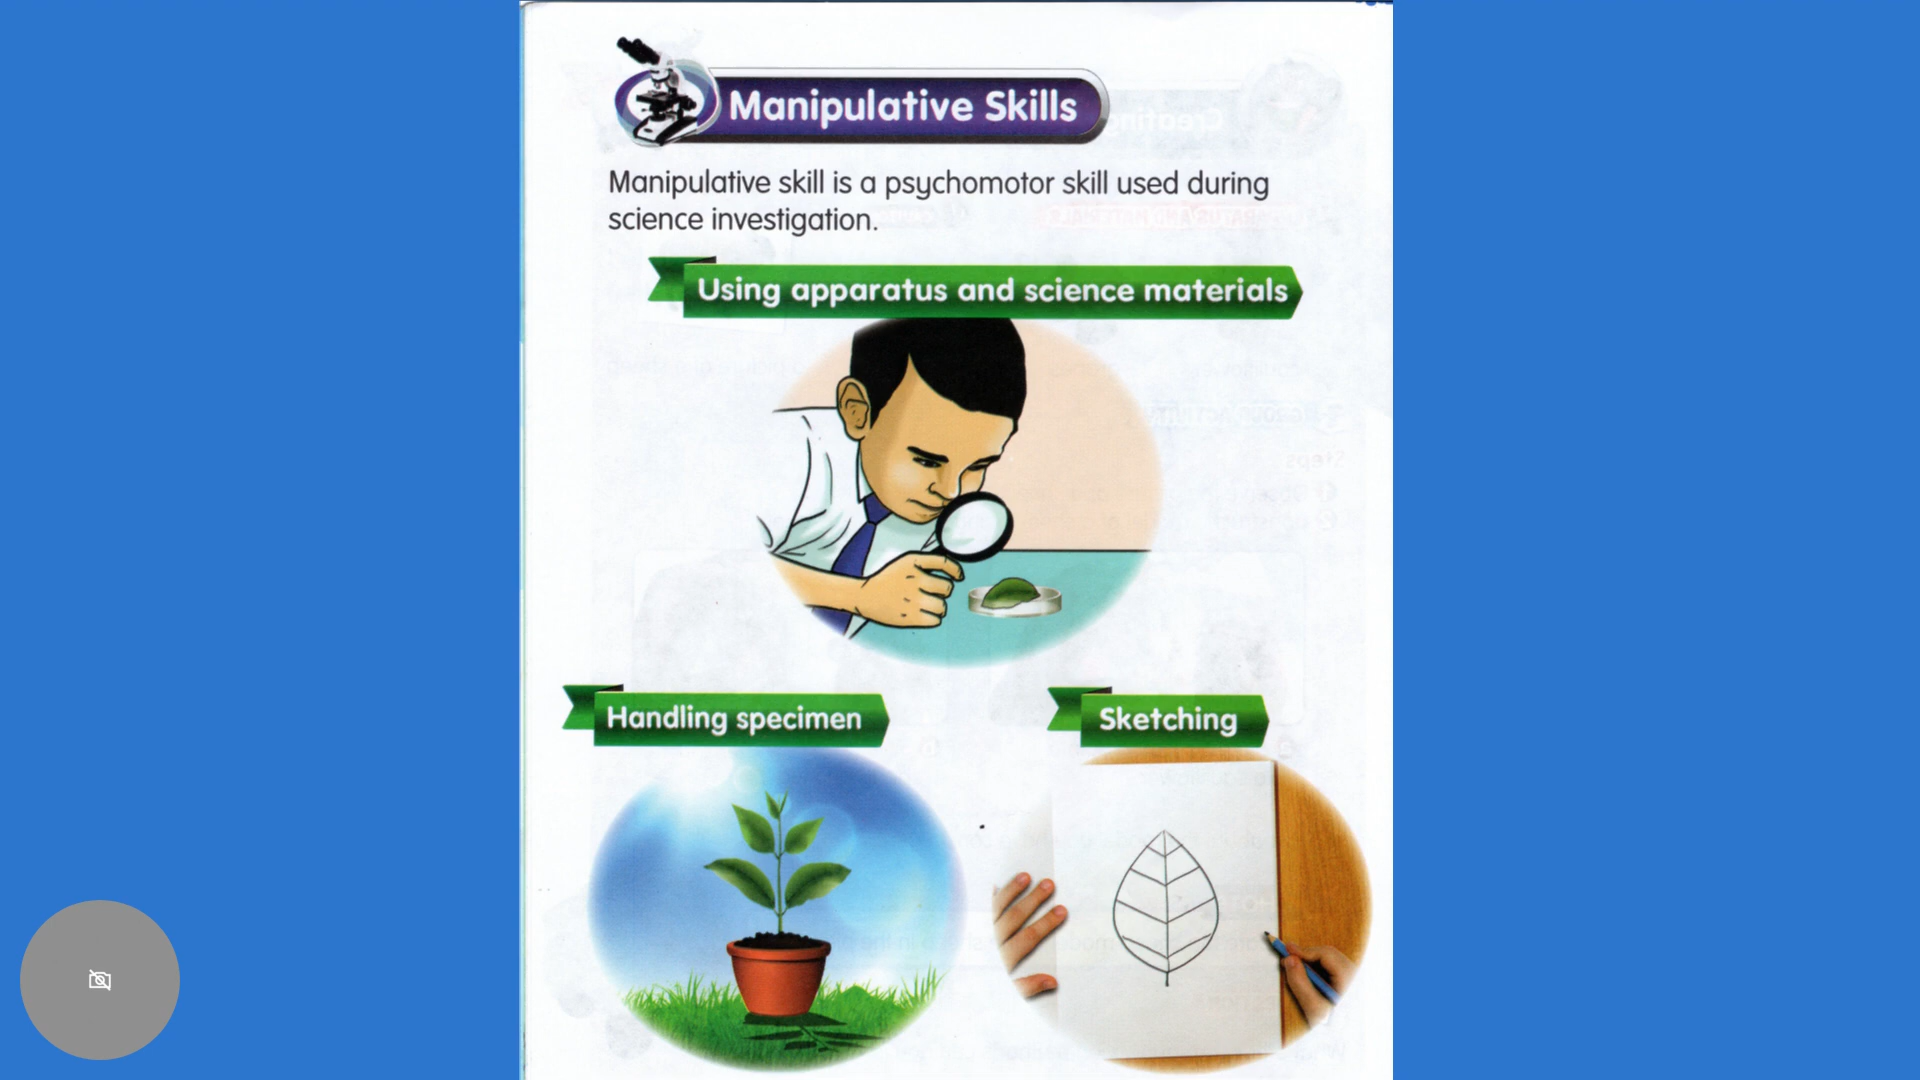 Manipulative Skills
Manipulative skill is a psychomotor skill used during
science investigation.
Using apparatus and science materials
Handling specimen
Sketching